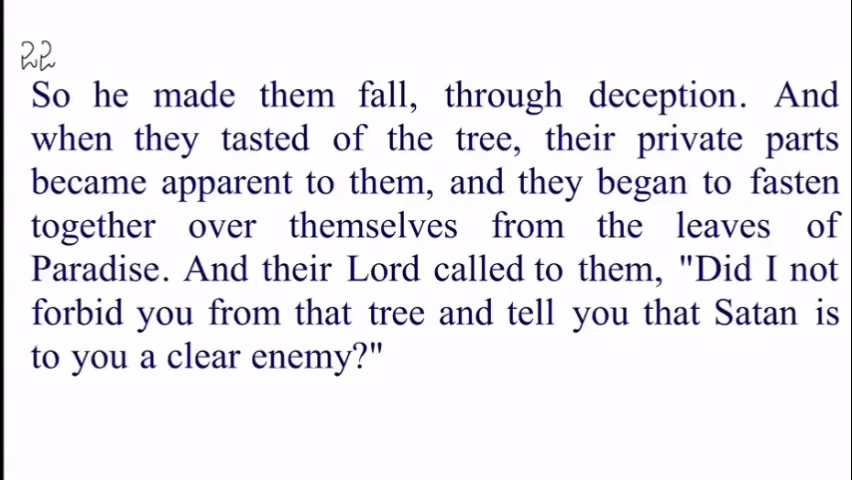 22
So he made them fall, through deception. And
when they tasted of the tree, their private parts
became apparent to them, and they began to fasten
together over themselves from the leaves of
Paradise. And their Lord called to them, "Did I not
forbid you from that tree and tell you that Satan is
to you a clear enemy?"